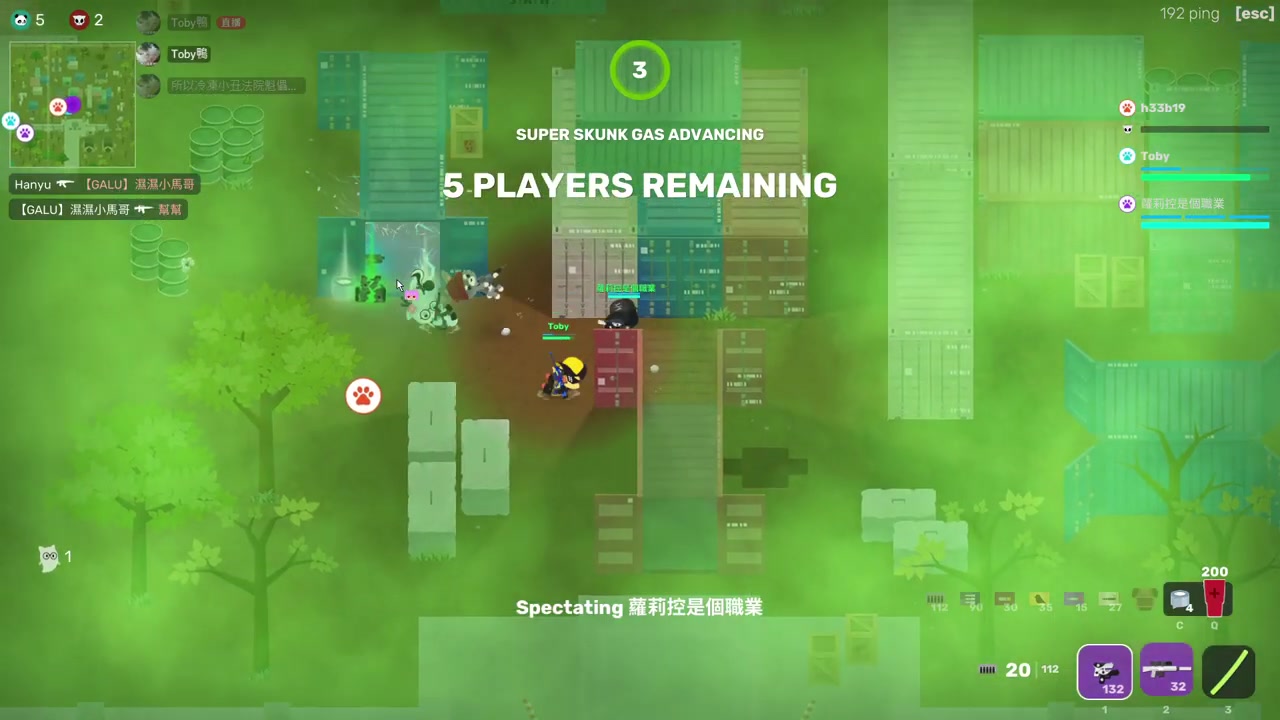 5
2
Toby鴨 直播
Toby鴨
所以冷凍小丑法院魁儡...
192 ping [esc]
3
SUPER SKUNK GAS ADVANCING
5 PLAYERS REMAINING
Hanyu 【GALU】濕濕小馬哥
【GALU】濕濕小馬哥 幫幫
h33b19
Toby
蘿莉控是個職業
蘿莉控是個職業
Toby
1
Spectating 蘿莉控是個職業
200
112 90 30 35 15 27 4
C Q
20 112
132 32
1 2 3